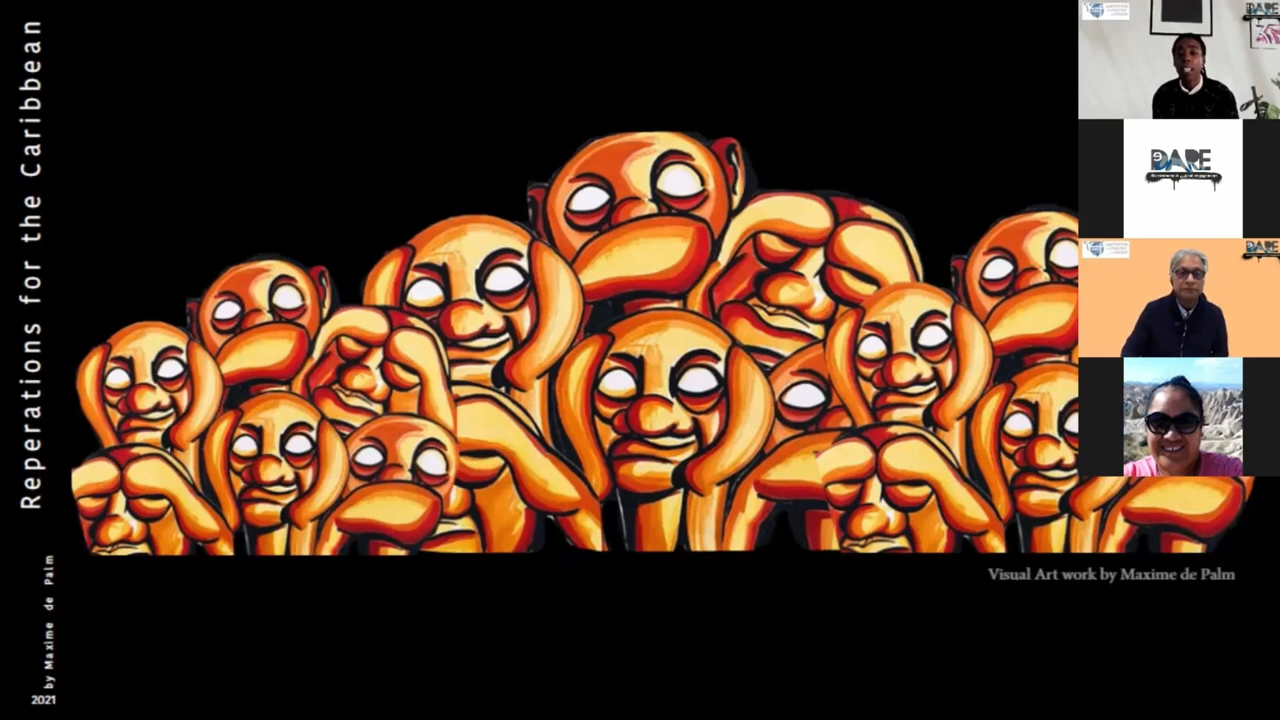 Reperations for the Caribbean
by Maxime de Palm
2021
Visual Art work by Maxime de Palm
DARE